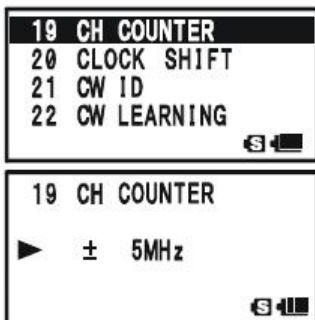 19 CH COUNTER
20 CLOCK SHIFT
21 CW ID
22 CW LEARNING
S
19 CH COUNTER
▶ ± 5MHz
S